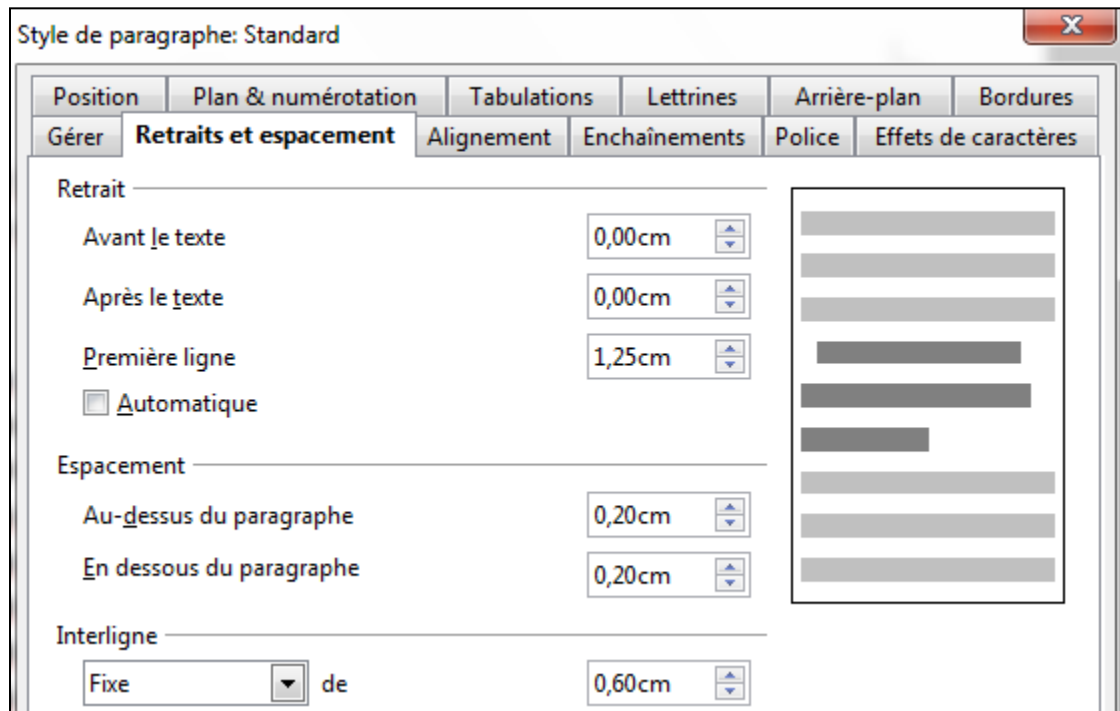 Style de paragraphe: Standard
Position Plan & numérotation Tabulations Lettrines Arrière-plan Bordures
Gérer Retraits et espacement Alignement Enchaînements Police Effets de caractères
Retrait
Avant le texte 0,00cm
Après le texte 0,00cm
Première ligne 1,25cm
Automatique
Espacement
Au-dessus du paragraphe 0,20cm
En dessous du paragraphe 0,20cm
Interligne
Fixe de 0,60cm